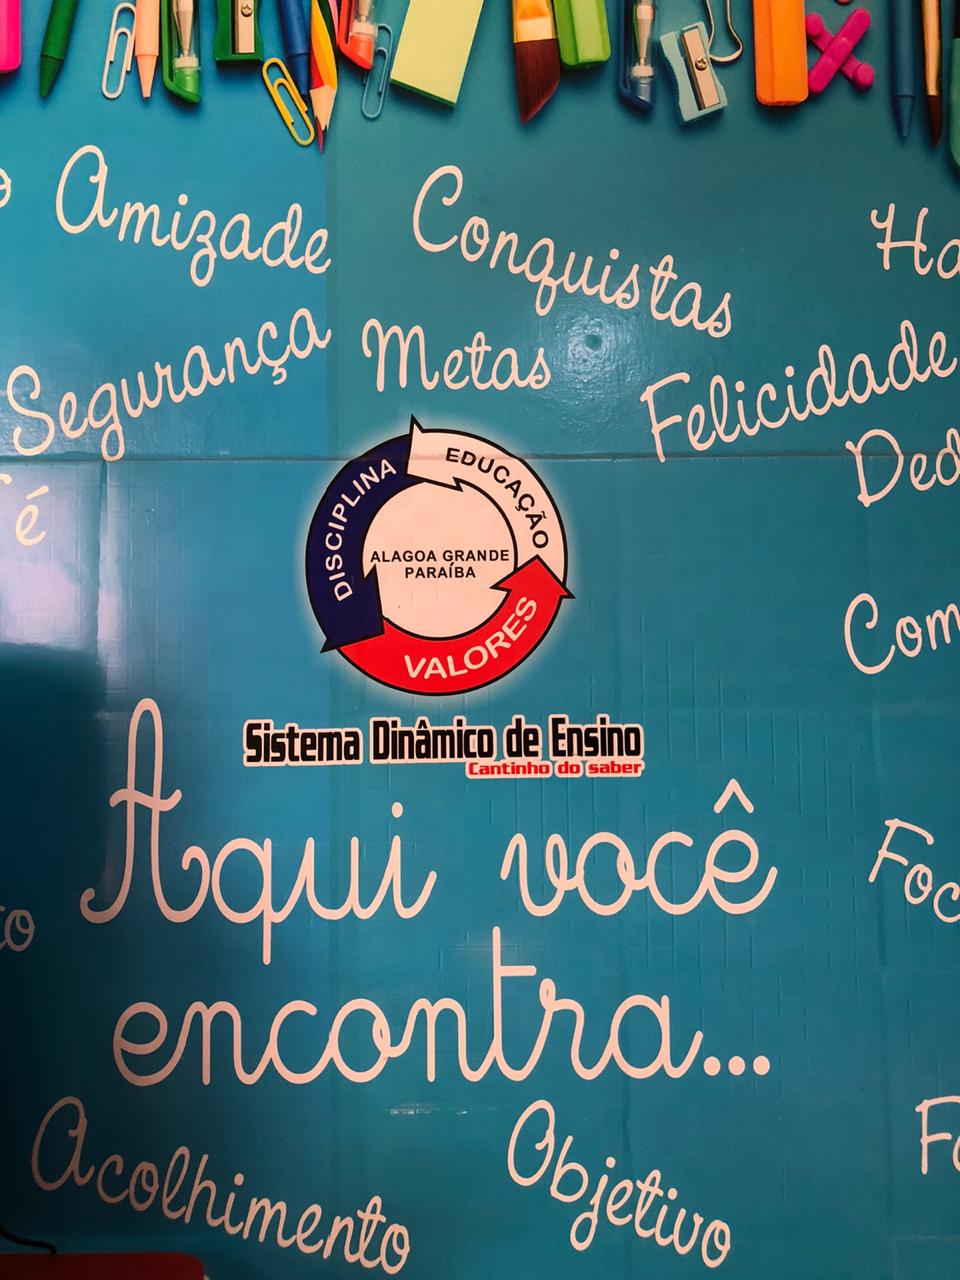 Amizade
Conquistas
Segurança
Metas
Felicidade
DISCIPLINA
EDUCAÇÃO
VALORES
ALAGOA GRANDE
PARAÍBA
Sistema Dinâmico de Ensino
Cantinho do saber
Aqui você
encontra...
Acolhimento
Objetivo